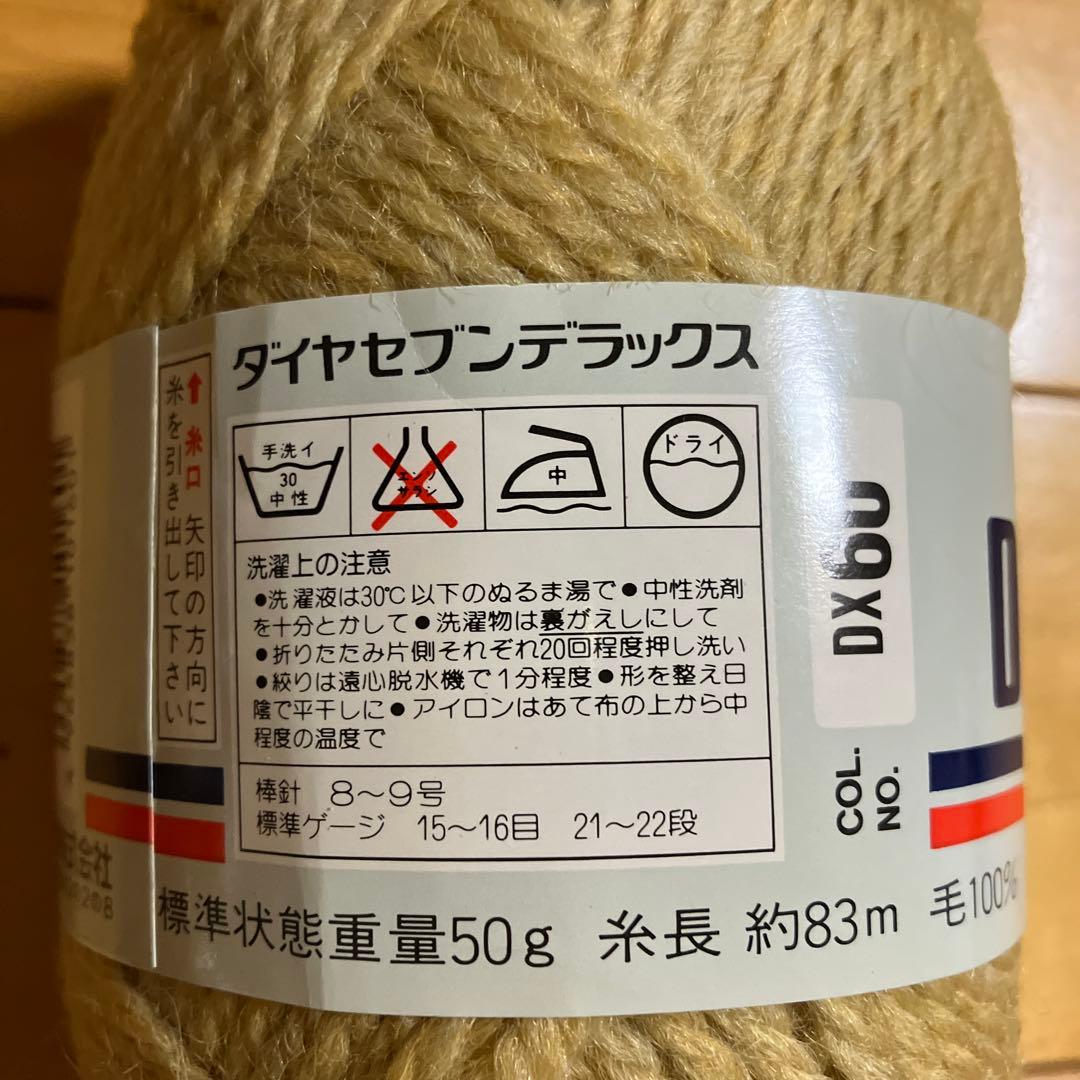 ダイヤセブンデラックス
↑ 糸口 矢印の方向に
糸を引き出して下さい
手洗イ
30
中性
エンソ
サラシ
中
ドライ
洗濯上の注意
●洗濯液は30℃以下のぬるま湯で●中性洗剤
を十分とかして●洗濯物は裏がえしにして
●折りたたみ片側それぞれ20回程度押し洗い
●絞りは遠心脱水機で1分程度●形を整え日
陰で平干しに●アイロンはあて布の上から中
程度の温度で
棒針 8〜9号
標準ゲージ 15〜16目 21〜22段
DX60
COL.
NO.
D
会社
標準状態重量50g 糸長 約83m 毛100%